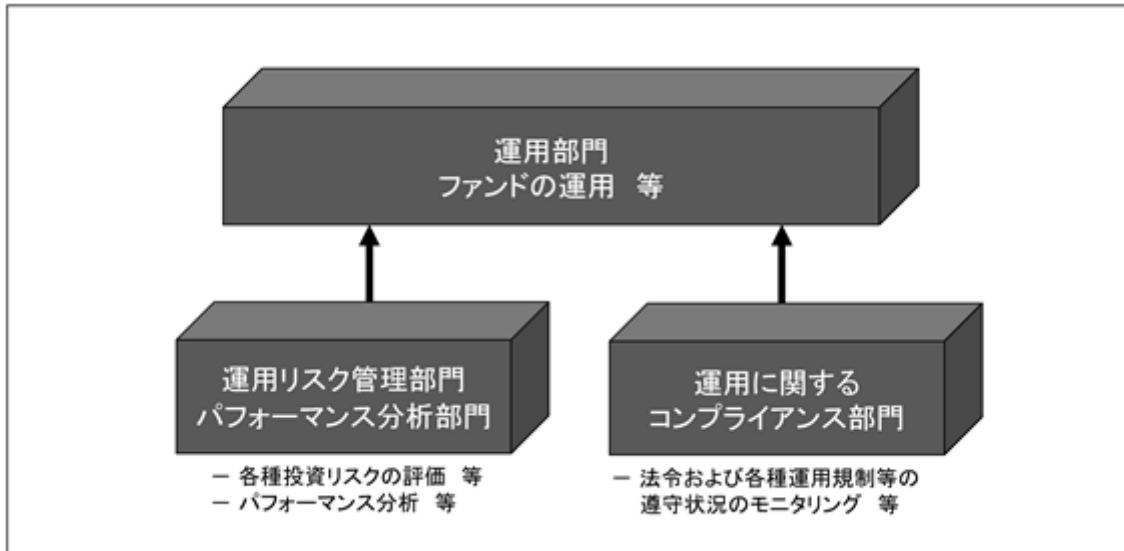 運用部門
ファンドの運用 等
運用リスク管理部門
パフォーマンス分析部門
－ 各種投資リスクの評価 等
－ パフォーマンス分析 等
運用に関する
コンプライアンス部門
－ 法令および各種運用規制等の
遵守状況のモニタリング 等